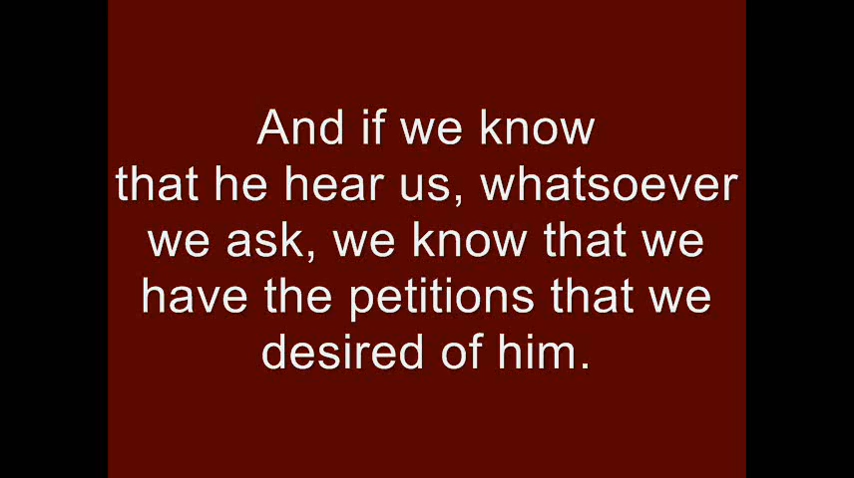 And if we know
that he hear us, whatsoever
we ask, we know that we
have the petitions that we
desired of him.